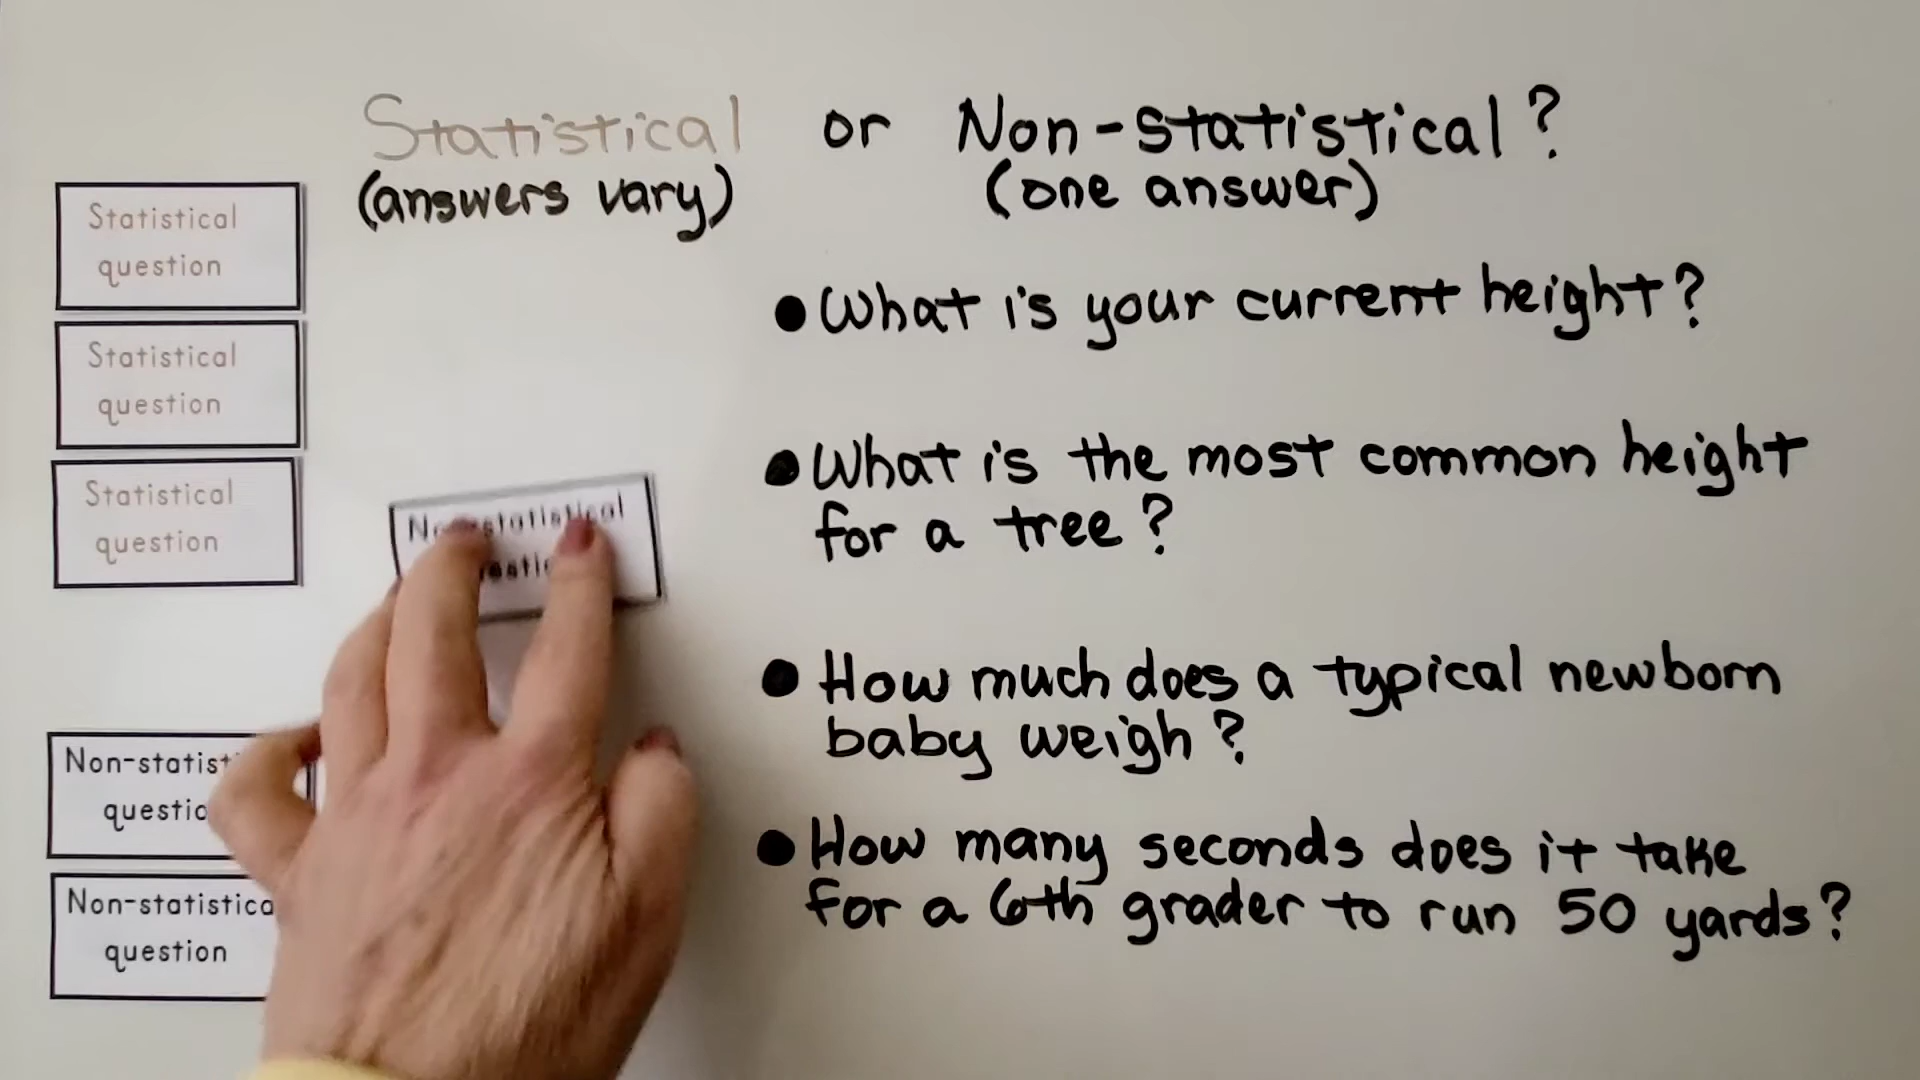 Statistical or Non-statistical?
(answers vary) (one answer)
Statistical
question
Statistical
question
Statistical
question
Non-statistical
question
• What is your current height?
• What is the most common height
for a tree?
• How much does a typical newborn
baby weigh?
• How many seconds does it take
for a 6th grader to run 50 yards?